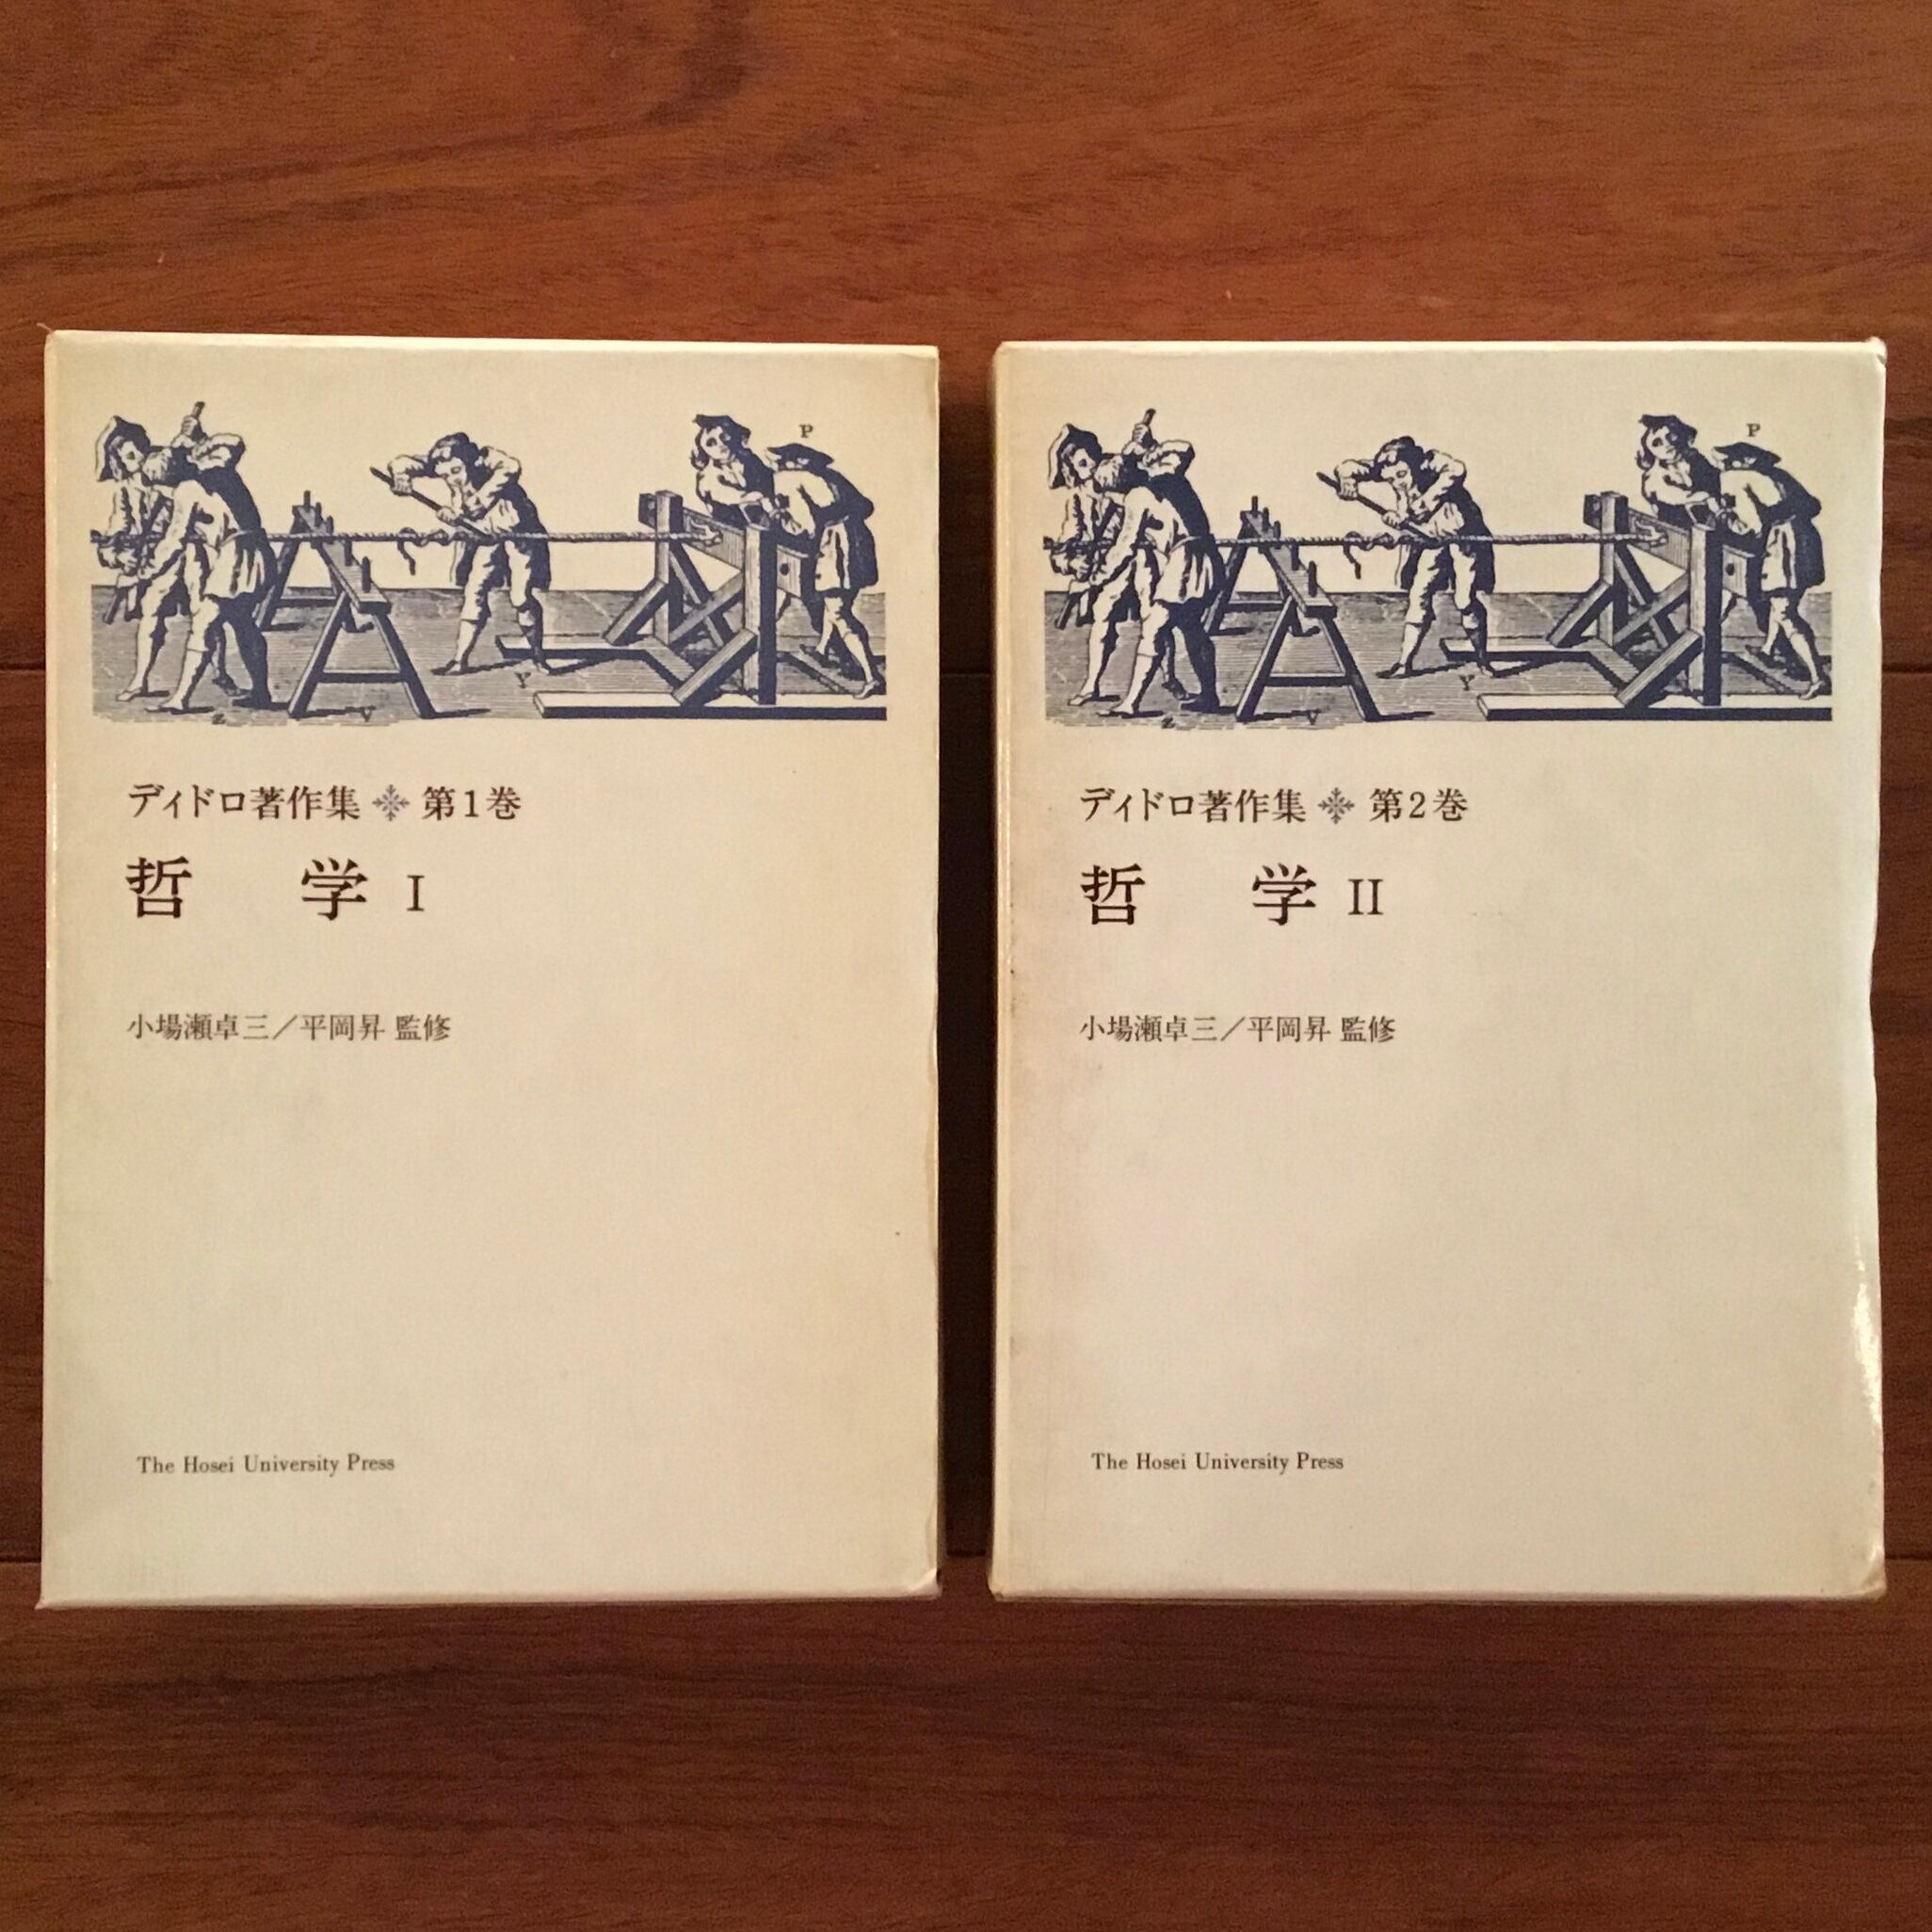 P
Y
Z
V
ディドロ著作集 第1巻
哲学 I
小場瀬卓三／平岡昇 監修
The Hosei University Press
P
Y
Z
V
ディドロ著作集 第2巻
哲学 II
小場瀬卓三／平岡昇 監修
The Hosei University Press